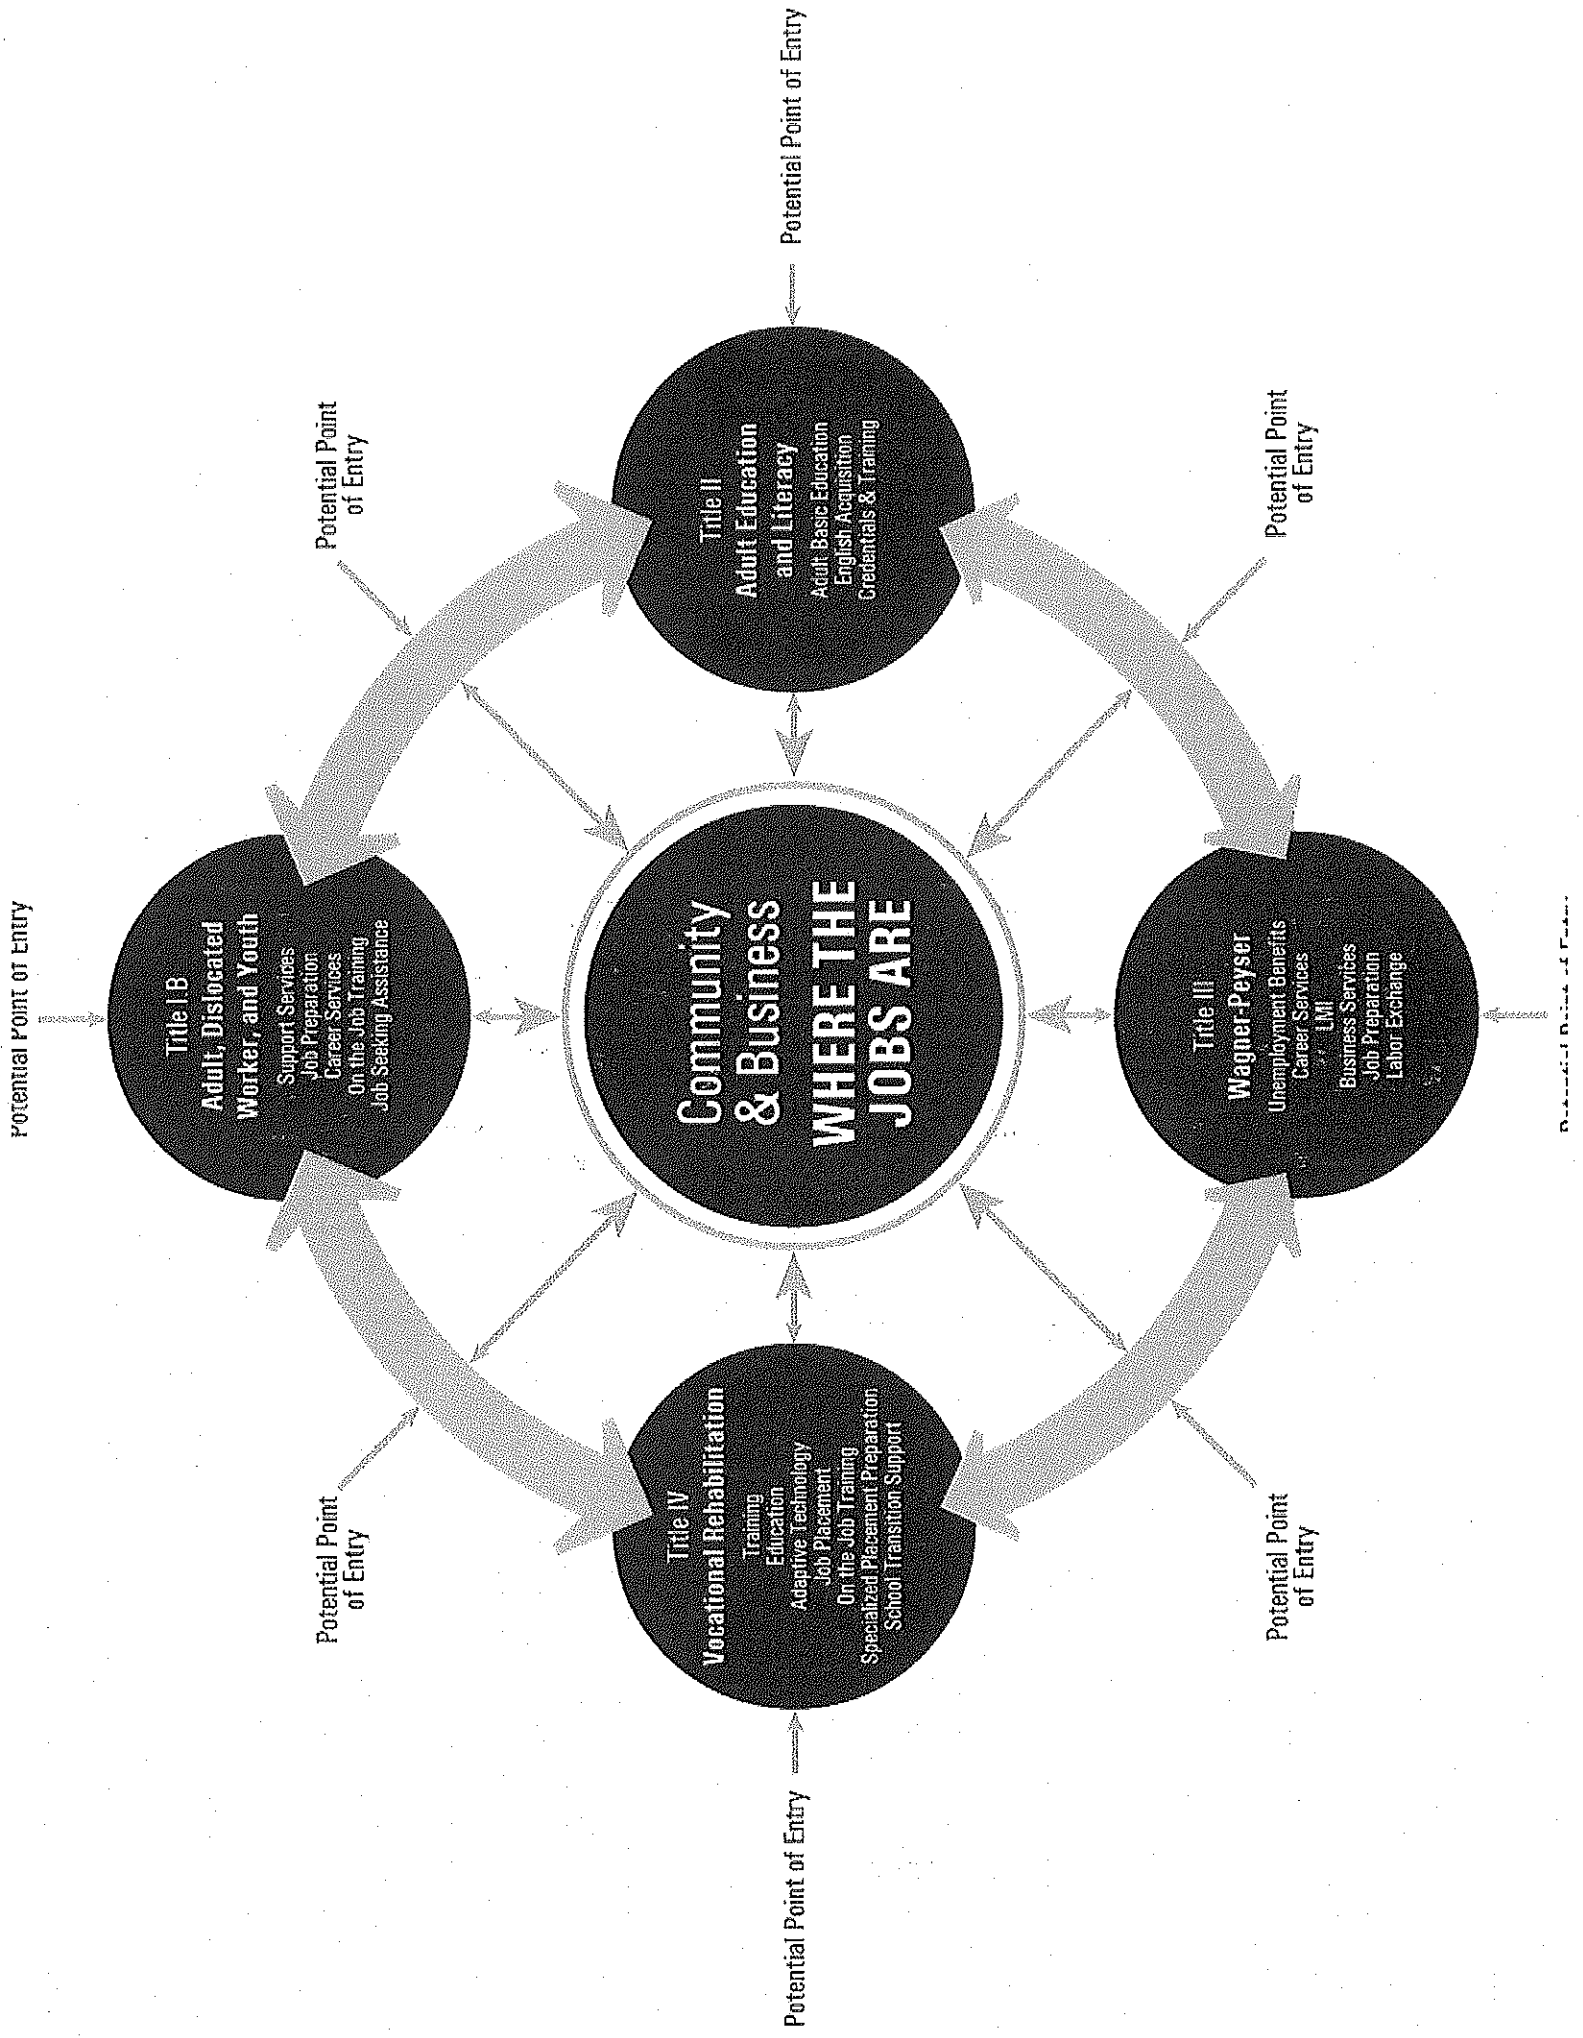 Potential Point of Entry
Title I B
Adult, Dislocated
Worker, and Youth
Support Services
Job Preparation
Career Services
On the Job Training
Job Seeking Assistance
Potential Point
of Entry
Potential Point
of Entry
Title IV
Vocational Rehabilitation
Training
Education
Adaptive Technology
Job Placement
On the Job Training
Specialized Placement Preparation
School Transition Support
Potential Point of Entry
Community
& Business
WHERE THE
JOBS ARE
Title II
Adult Education
and Literacy
Adult Basic Education
English Acquisition
Credentials & Training
Potential Point of Entry
Potential Point
of Entry
Potential Point
of Entry
Title III
Wagner-Peyser
Unemployment Benefits
Career Services
LMI
Business Services
Job Preparation
Labor Exchange